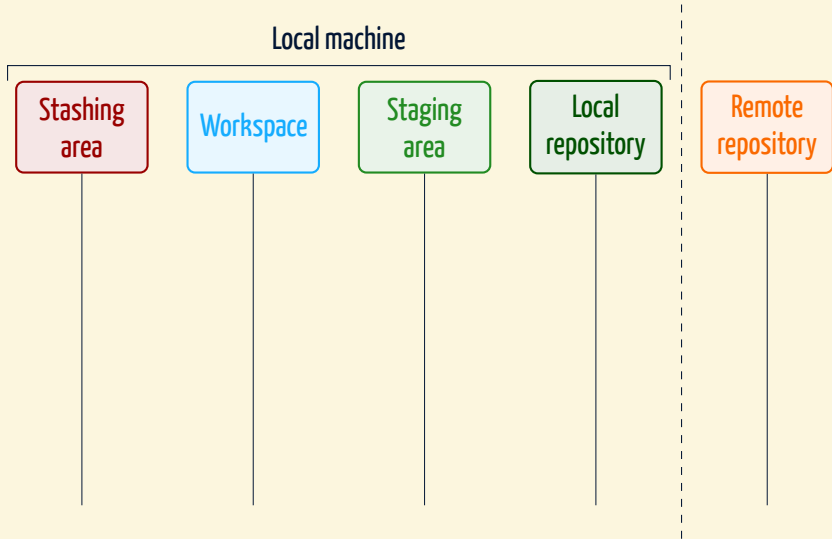 Local machine
Stashing
area
Workspace
Staging
area
Local
repository
Remote
repository